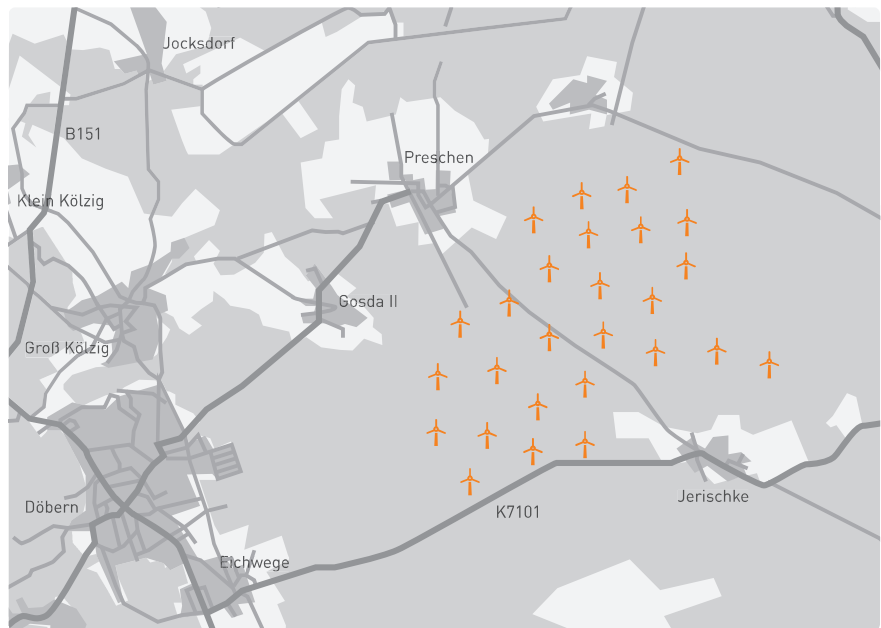 Jocksdorf
B151
Preschen
Klein Kölzig
Gosda II
Groß Kölzig
Jerischke
Döbern
K7101
Eichwege